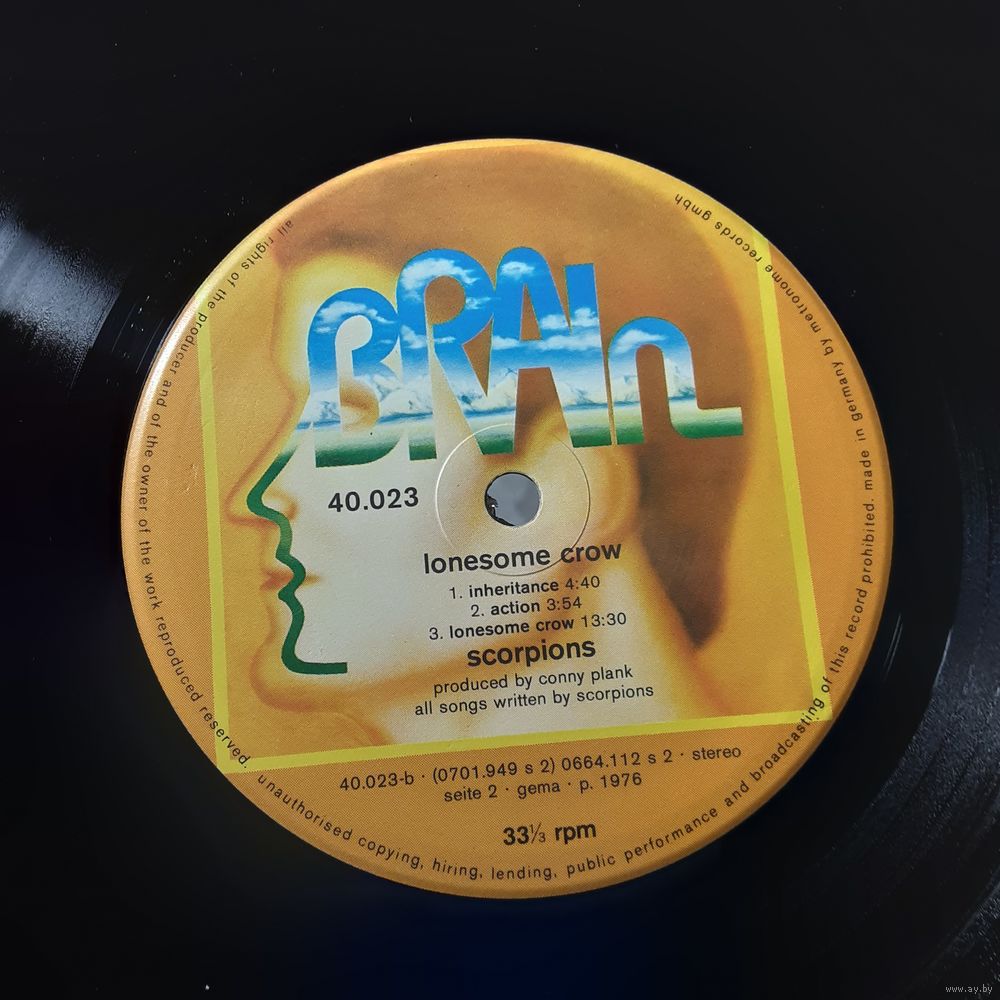 BRAIn
40.023
lonesome crow
1. inheritance 4:40
2. action 3:54
3. lonesome crow 13:30
scorpions
produced by conny plank
all songs written by scorpions
40.023-b · (0701.949 s 2) 0664.112 s 2 · stereo
seite 2 · gema · p. 1976
33⅓ rpm
all rights of the producer and of the owner of the work reproduced reserved. unauthorised copying, hiring, lending, public performance and broadcasting of this record prohibited. made in germany by metronome records gmbh
www.ay.by